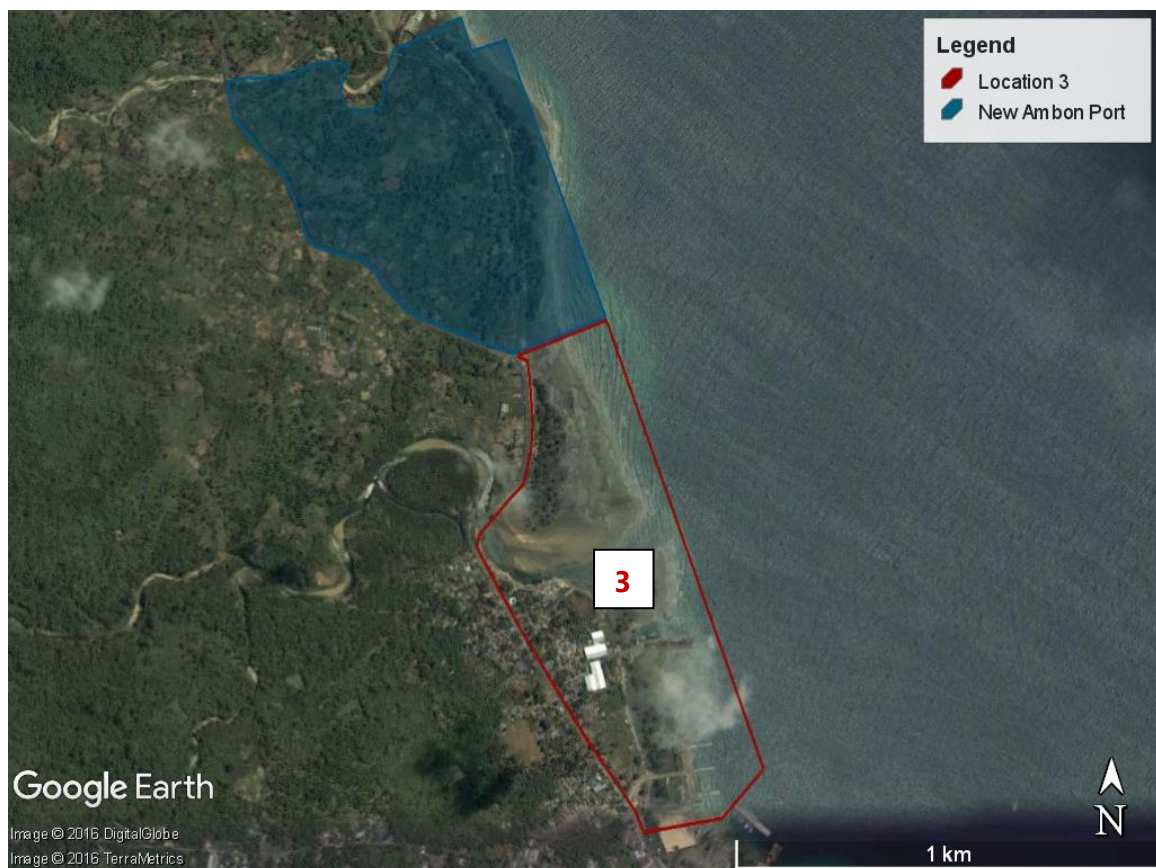 Legend
Location 3
New Ambon Port
3
Google Earth
Image © 2016 DigitalGlobe
Image © 2016 TerraMetrics
N
1 km